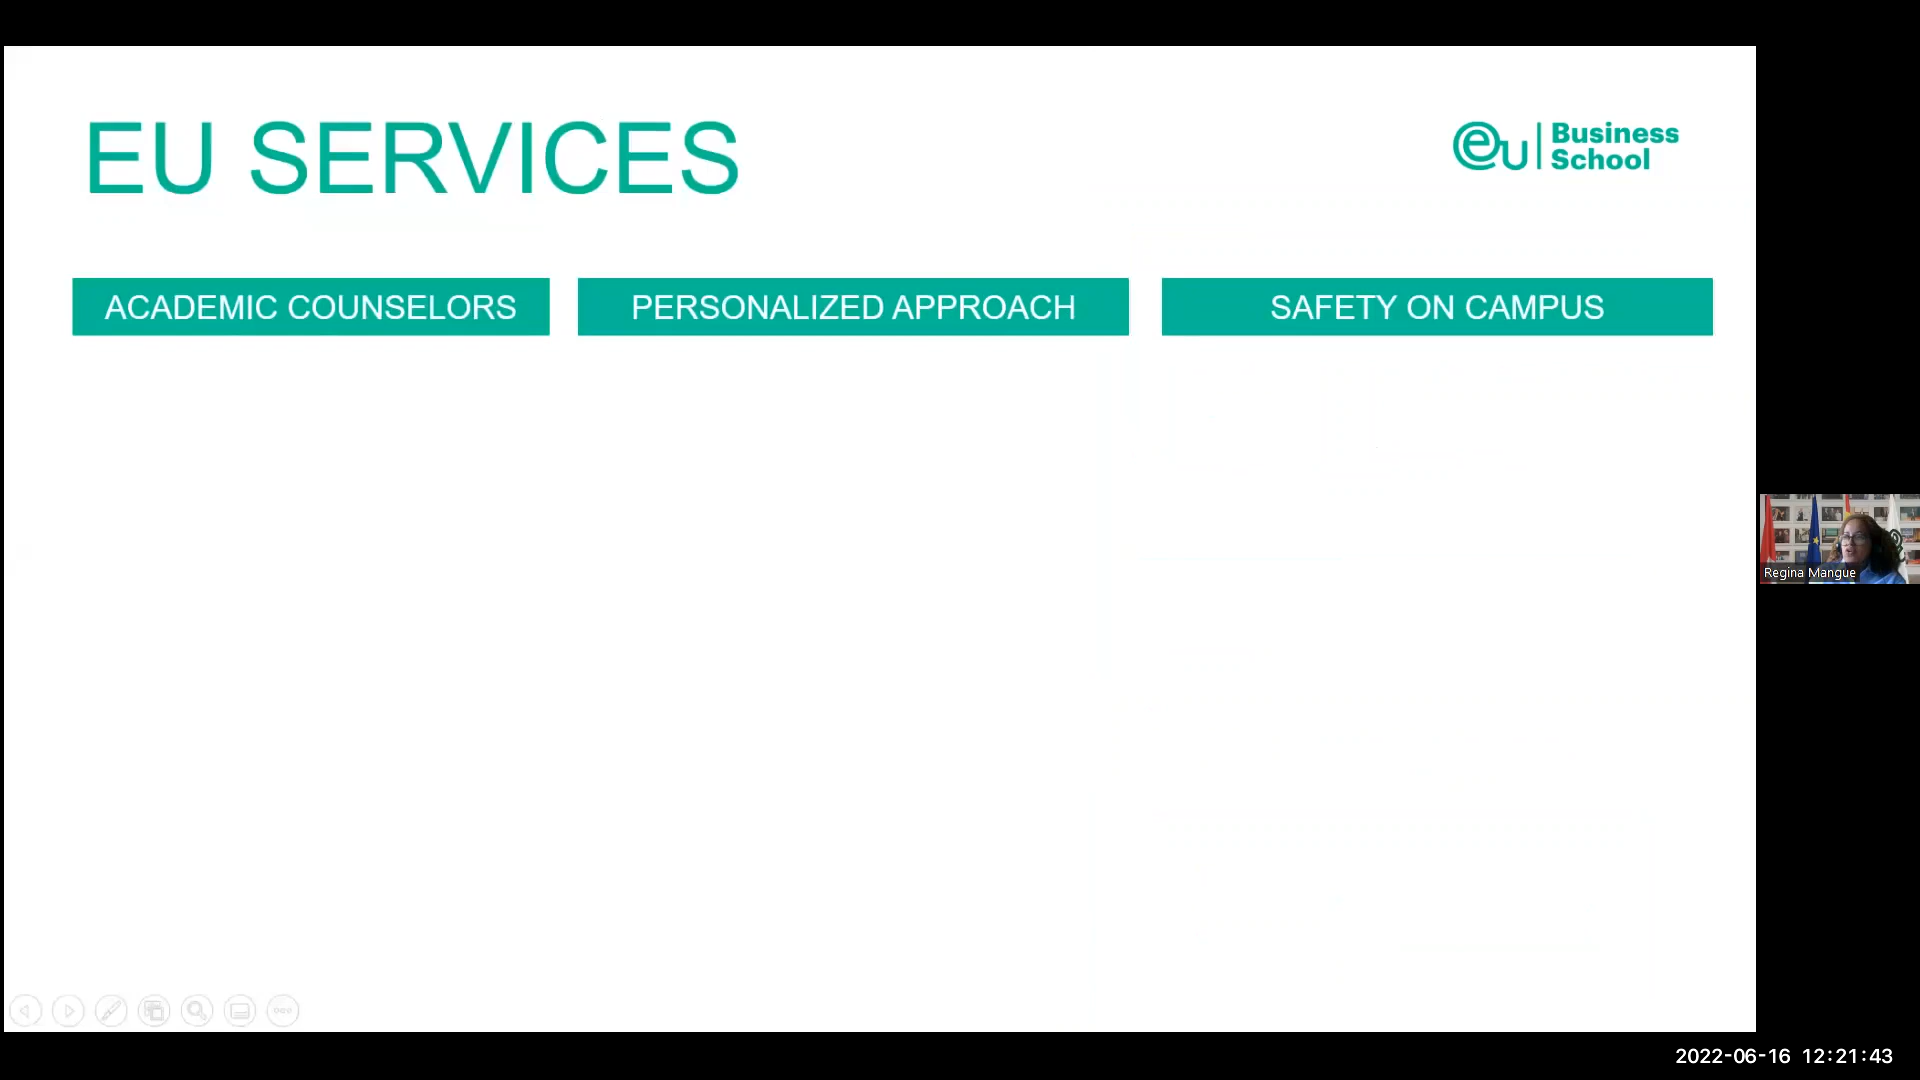 EU SERVICES
eu Business
School
ACADEMIC COUNSELORS
PERSONALIZED APPROACH
SAFETY ON CAMPUS
Regina Mangue
2022-06-16 12:21:43